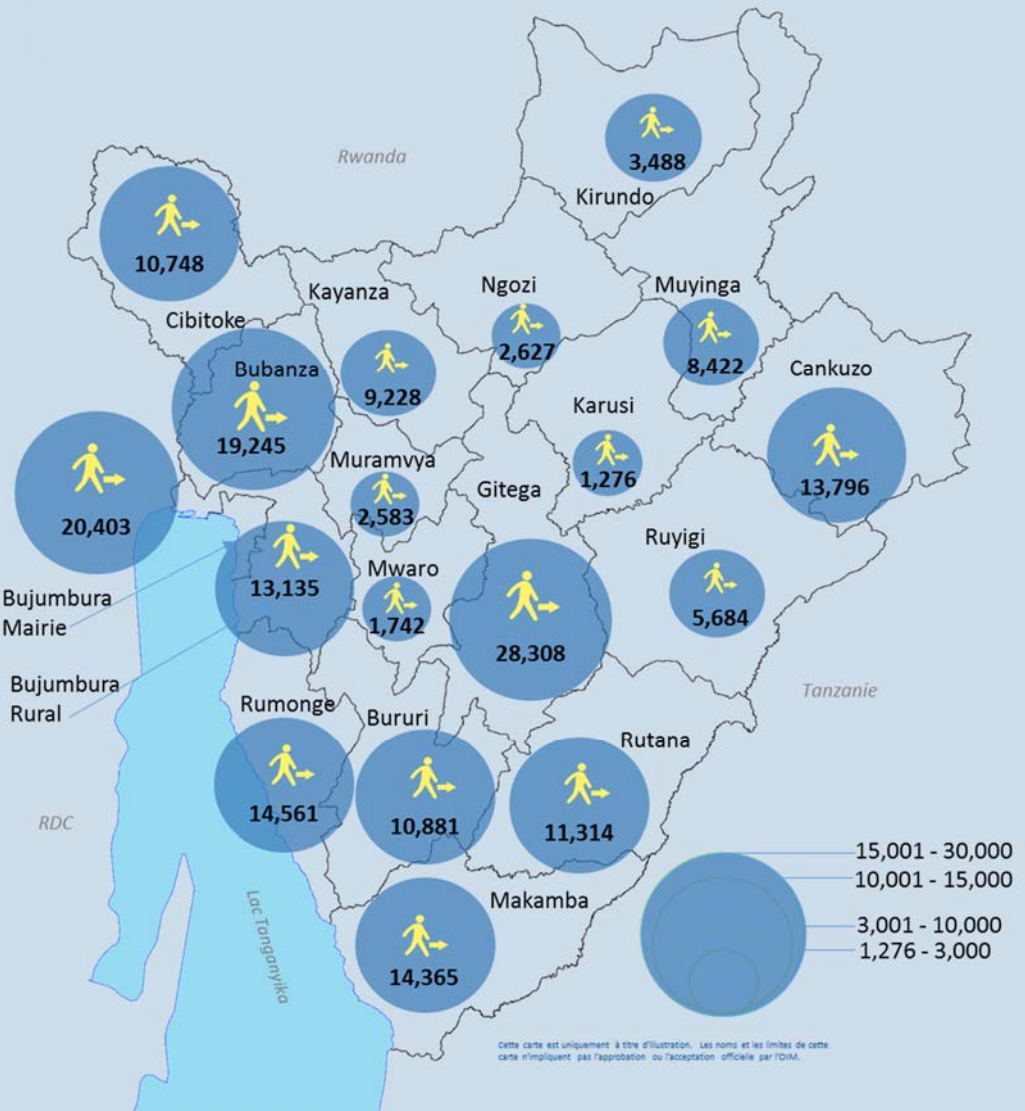 Rwanda
3,488
Kirundo
10,748
Cibitoke
Kayanza
9,228
Ngozi
2,627
Muyinga
8,422
Bubanza
19,245
Cankuzo
13,796
Karusi
1,276
20,403
Bujumbura
Mairie
Muramvya
2,583
Gitega
28,308
13,135
Bujumbura
Rural
Mwaro
1,742
Ruyigi
5,684
Tanzanie
Rumonge
14,561
Bururi
10,881
Rutana
11,314
RDC
Lac Tanganyika
Makamba
14,365
15,001 - 30,000
10,001 - 15,000
3,001 - 10,000
1,276 - 3,000
Cette carte est uniquement à titre d'illustration. Les noms et les limites de cette
carte n'impliquent pas l'approbation ou l'acceptation officielle par l'OIM.